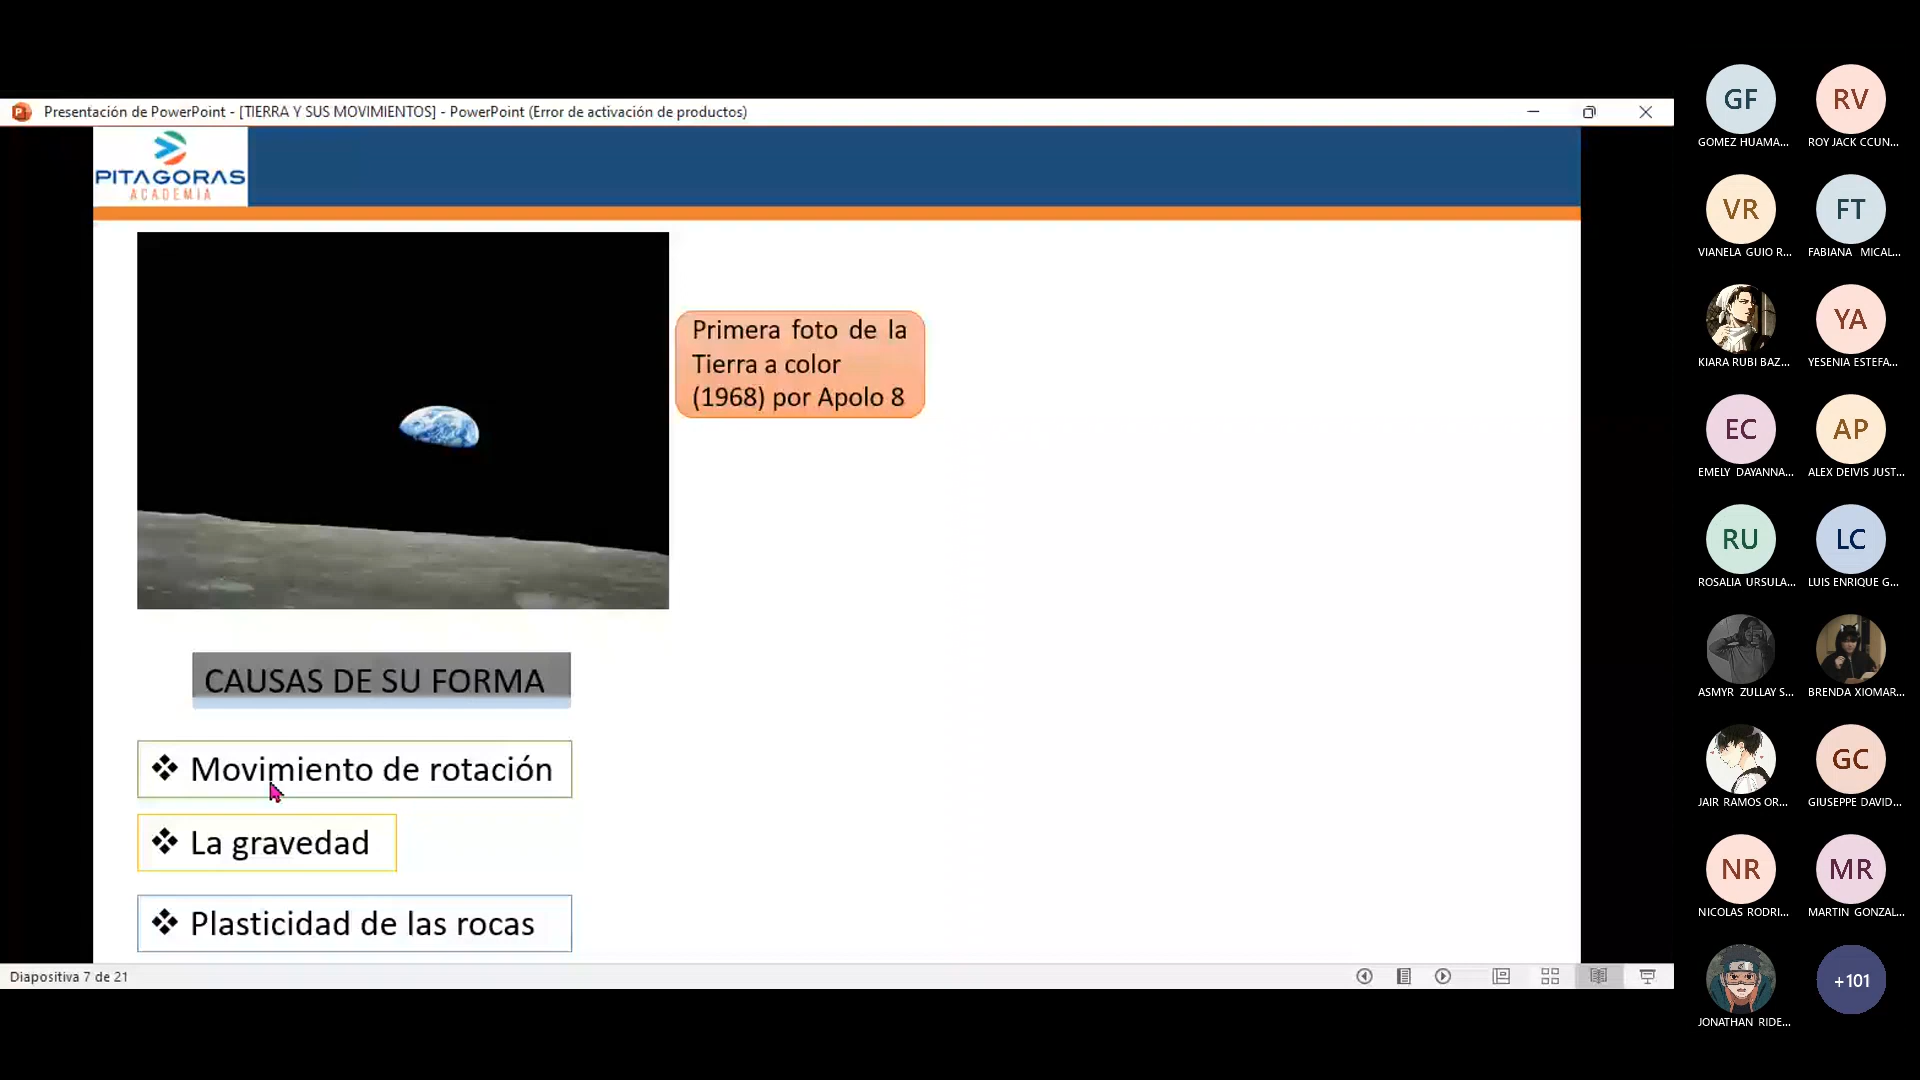 Presentación de PowerPoint - [TIERRA Y SUS MOVIMIENTOS] - PowerPoint (Error de activación de productos)
PITAGORAS
ACADEMIA
Primera foto de la
Tierra a color
(1968) por Apolo 8
CAUSAS DE SU FORMA
❖ Movimiento de rotación
❖ La gravedad
❖ Plasticidad de las rocas
Diapositiva 7 de 21
GF
GOMEZ HUAMA...
RV
ROY JACK CCUN...
VR
VIANELA GUIO R...
FT
FABIANA MICAL...
KIARA RUBI BAZ...
YA
YESENIA ESTEFA...
EC
EMELY DAYANNA...
AP
ALEX DEIVIS JUST...
RU
ROSALIA URSULA...
LC
LUIS ENRIQUE G...
ASMYR ZULLAY S...
BRENDA XIOMAR...
JAIR RAMOS OR...
GC
GIUSEPPE DAVID...
NR
NICOLAS RODRI...
MR
MARTIN GONZAL...
JONATHAN RIDE...
+101